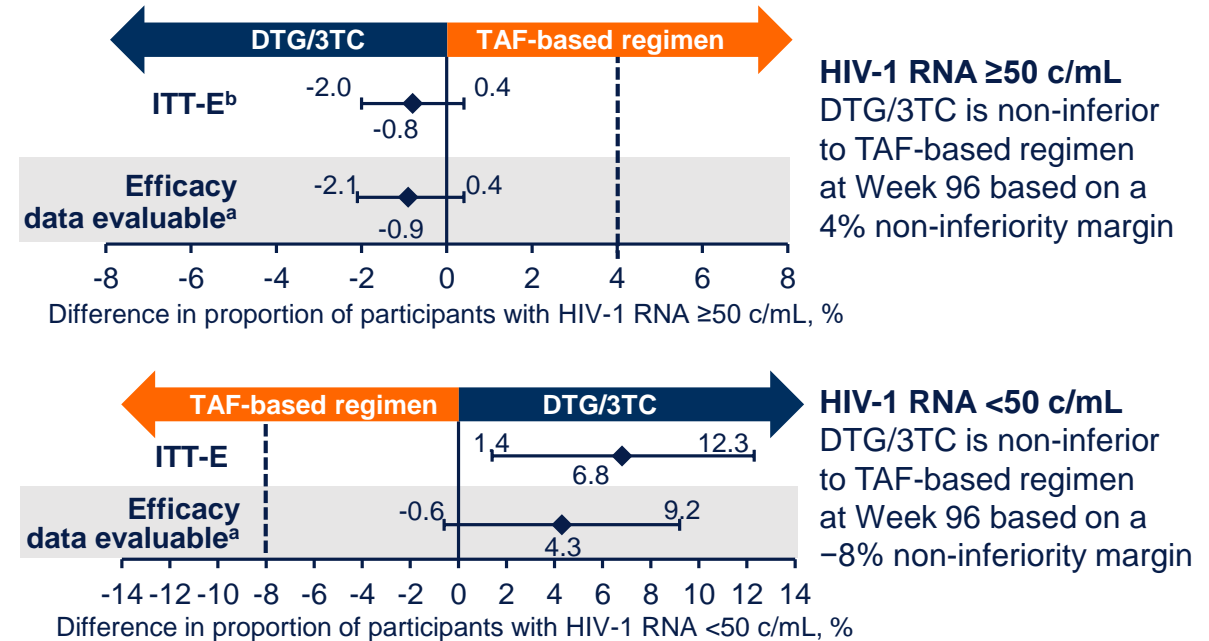 DTG/3TC TAF-based regimen
ITT-Eᵇ -2.0 0.4
-0.8
Efficacy
data evaluableᵃ -2.1 0.4
-0.9
-8 -6 -4 -2 0 2 4 6 8
Difference in proportion of participants with HIV-1 RNA ≥50 c/mL, %
HIV-1 RNA ≥50 c/mL
DTG/3TC is non-inferior
to TAF-based regimen
at Week 96 based on a
4% non-inferiority margin
TAF-based regimen DTG/3TC
ITT-E 1.4 12.3
6.8
Efficacy
data evaluableᵃ -0.6 9.2
4.3
-14 -12 -10 -8 -6 -4 -2 0 2 4 6 8 10 12 14
Difference in proportion of participants with HIV-1 RNA <50 c/mL, %
HIV-1 RNA <50 c/mL
DTG/3TC is non-inferior
to TAF-based regimen
at Week 96 based on a
−8% non-inferiority margin